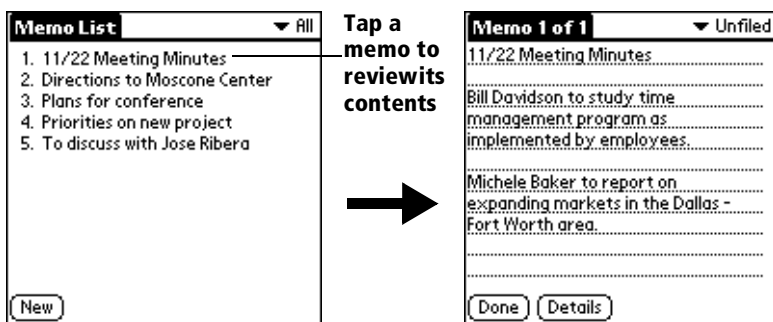 Memo List
All
1. 11/22 Meeting Minutes
2. Directions to Moscone Center
3. Plans for conference
4. Priorities on new project
5. To discuss with Jose Ribera
New
Tap a
memo to
reviewits
contents
Memo 1 of 1
Unfiled
11/22 Meeting Minutes
Bill Davidson to study time
management program as
implemented by employees.
Michele Baker to report on
expanding markets in the Dallas -
Fort Worth area.
Done
Details